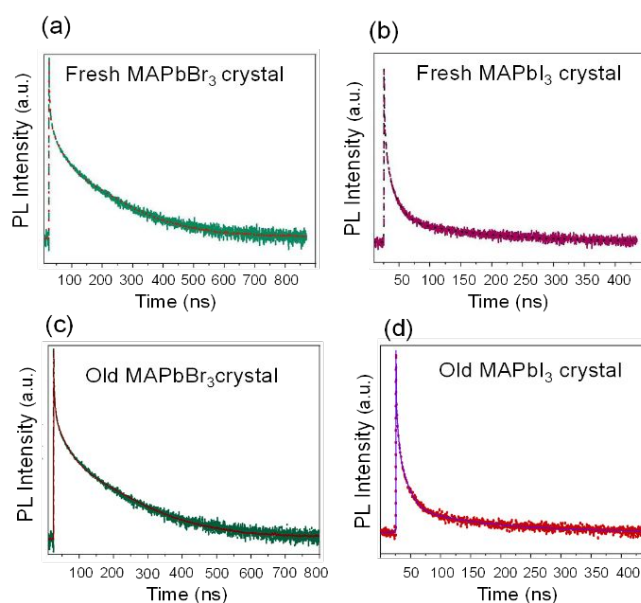 (a)
Fresh MAPbBr₃ crystal
PL Intensity (a.u.)
100 200 300 400 500 600 700 800
Time (ns)
(b)
Fresh MAPbI₃ crystal
PL Intensity (a.u.)
50 100 150 200 250 300 350 400
Time (ns)
(c)
Old MAPbBr₃crystal
PL Intensity (a.u.)
100 200 300 400 500 600 700 800
Time (ns)
(d)
Old MAPbI₃ crystal
PL Intensity (a.u.)
50 100 150 200 250 300 350 400
Time (ns)